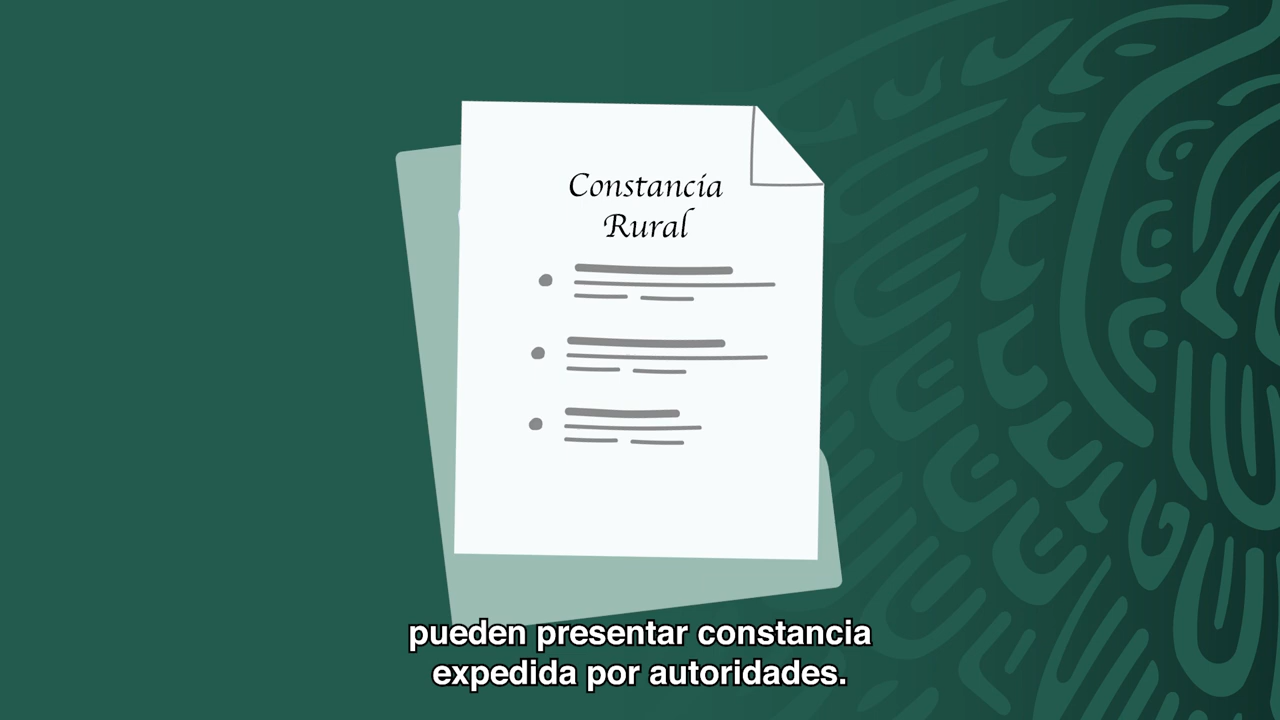 Constancia
Rural
pueden presentar constancia
expedida por autoridades.